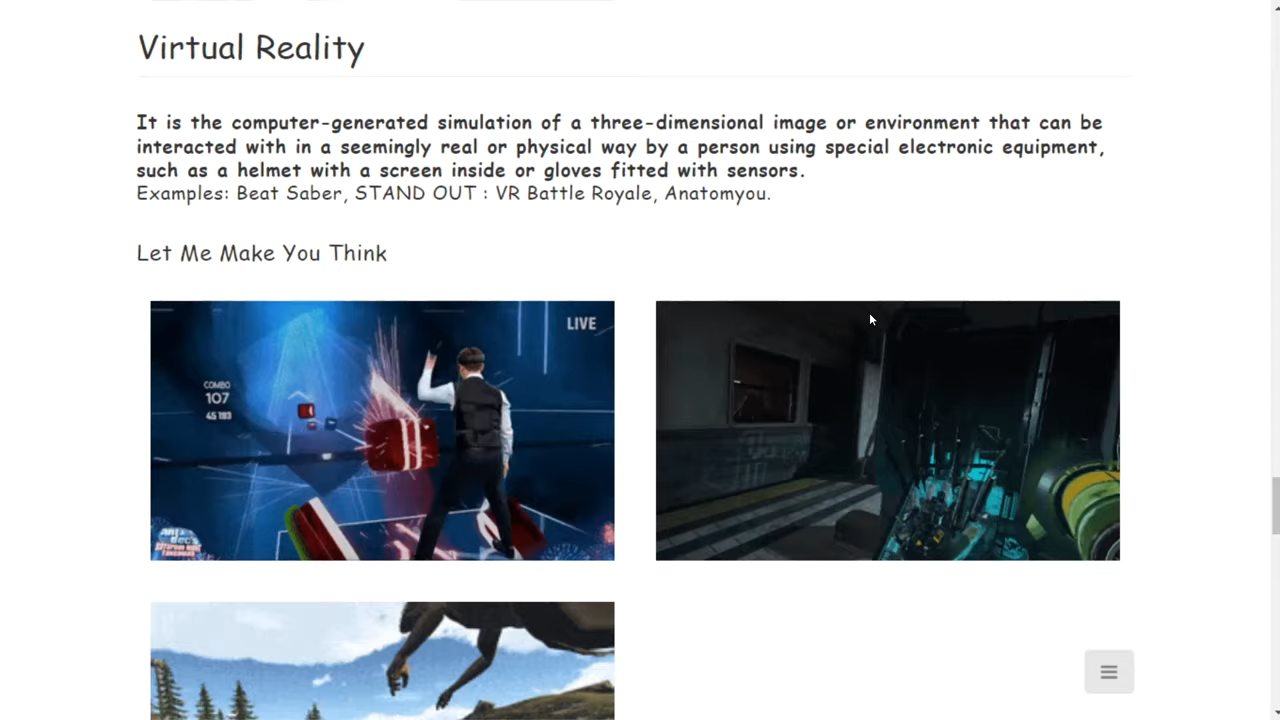 Virtual Reality
It is the computer-generated simulation of a three-dimensional image or environment that can be
interacted with in a seemingly real or physical way by a person using special electronic equipment,
such as a helmet with a screen inside or gloves fitted with sensors.
Examples: Beat Saber, STAND OUT : VR Battle Royale, Anatomyou.
Let Me Make You Think
LIVE
COMBO
107